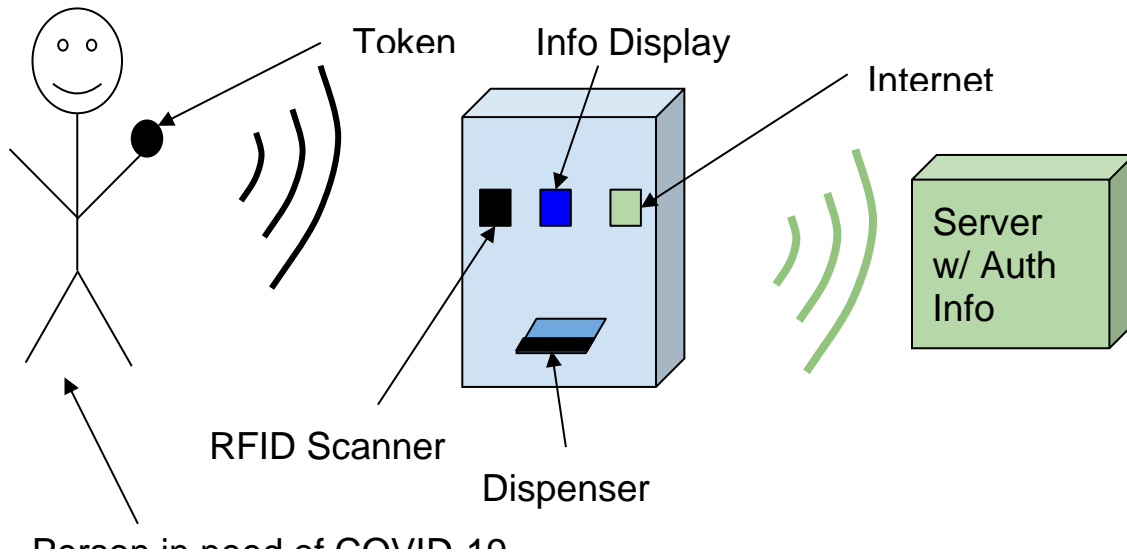 Token
Info Display
Internet
Server
w/ Auth
Info
RFID Scanner
Dispenser
Person in need of COVID-19